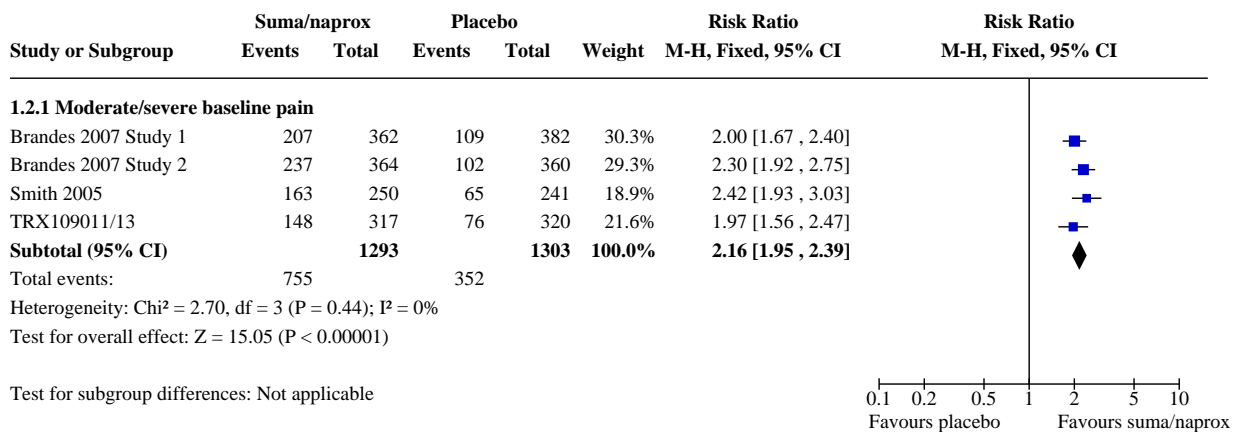 Suma/naprox Placebo Risk Ratio Risk Ratio
Study or Subgroup Events Total Events Total Weight M-H, Fixed, 95% CI M-H, Fixed, 95% CI
1.2.1 Moderate/severe baseline pain
Brandes 2007 Study 1 207 362 109 382 30.3% 2.00 [1.67 , 2.40]
Brandes 2007 Study 2 237 364 102 360 29.3% 2.30 [1.92 , 2.75]
Smith 2005 163 250 65 241 18.9% 2.42 [1.93 , 3.03]
TRX109011/13 148 317 76 320 21.6% 1.97 [1.56 , 2.47]
Subtotal (95% CI) 1293 1303 100.0% 2.16 [1.95 , 2.39]
Total events: 755 352
Heterogeneity: Chi² = 2.70, df = 3 (P = 0.44); I² = 0%
Test for overall effect: Z = 15.05 (P < 0.00001)
Test for subgroup differences: Not applicable
0.1 0.2 0.5 1 2 5 10
Favours placebo Favours suma/naprox